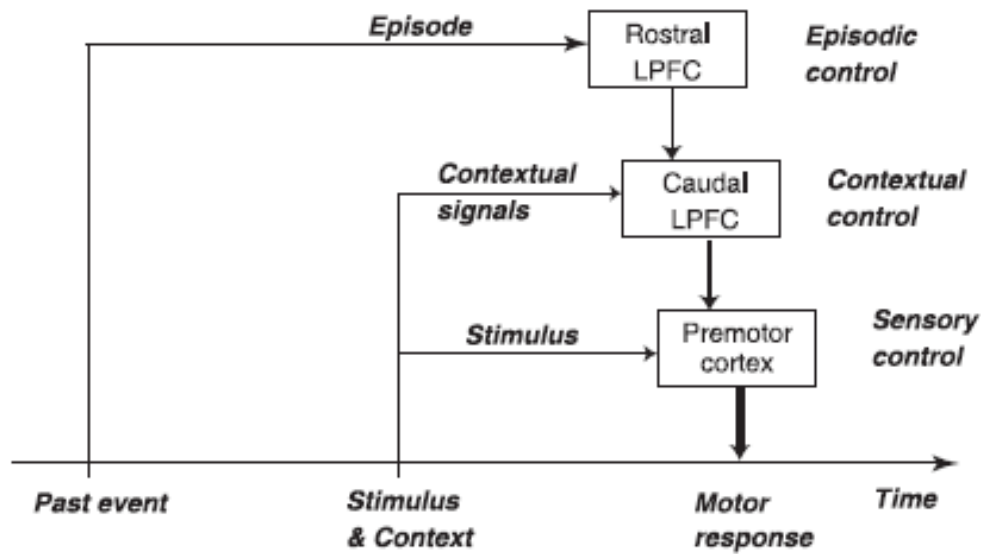 Episode
Rostral
LPFC
Episodic
control
Contextual
signals
Caudal
LPFC
Contextual
control
Stimulus
Premotor
cortex
Sensory
control
Past event
Stimulus
& Context
Motor
response
Time